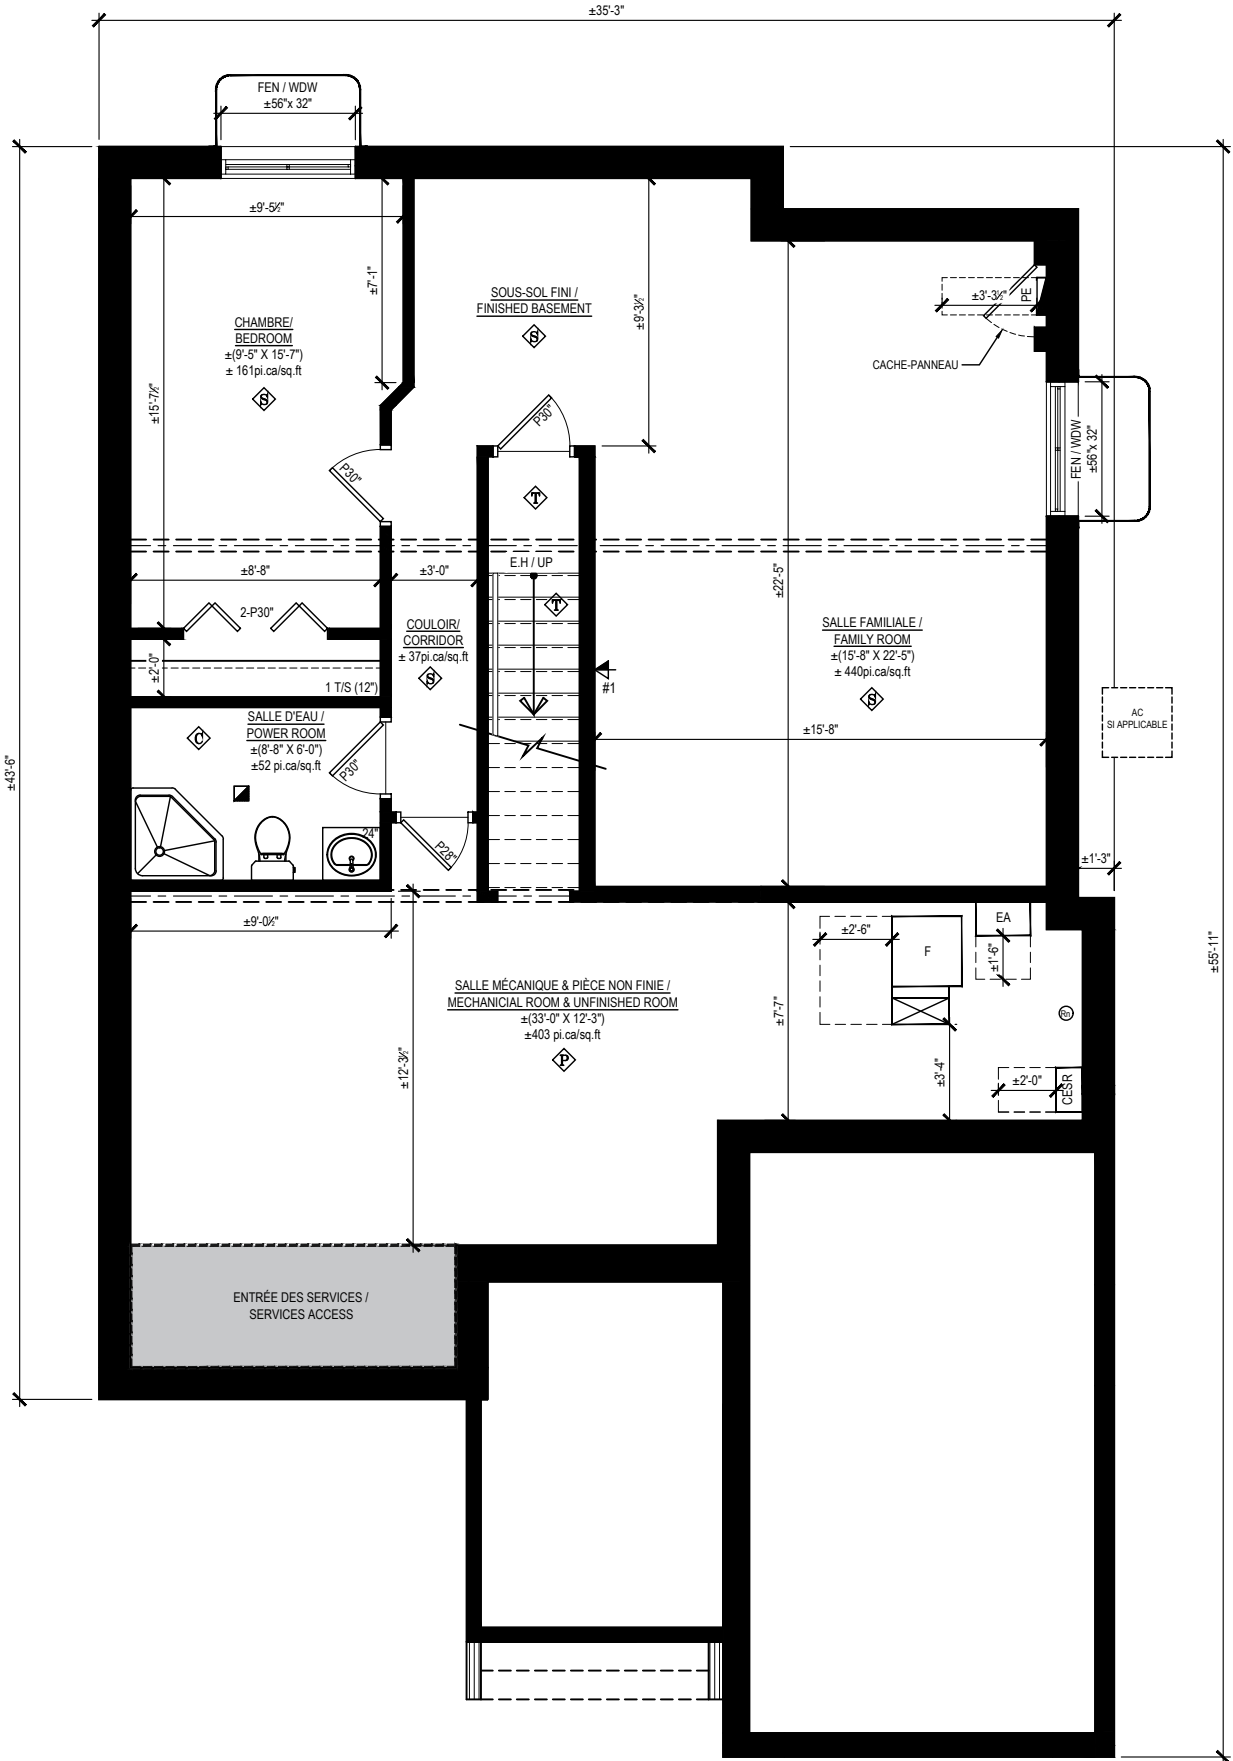 ±35'-3"
FEN / WDW
±56"x 32"
±9'-5½"
±7'-1"
SOUS-SOL FINI /
FINISHED BASEMENT
S
±9'-3½"
±3'-3½"
PE
CACHE-PANNEAU
CHAMBRE/
BEDROOM
±(9'-5" X 15'-7")
± 161pi.ca/sq.ft
S
±15'-7½"
P30"
P30"
T
FEN / WDW
±56"x 32"
E.H / UP
T
±8'-8"
±3'-0"
±22'-5"
2-P30"
COULOIR/
CORRIDOR
± 37pi.ca/sq.ft
S
SALLE FAMILIALE /
FAMILY ROOM
±(15'-8" X 22'-5")
± 440pi.ca/sq.ft
S
#1
±2'-0"
1 T/S (12")
AC
SI APPLICABLE
SALLE D'EAU /
POWER ROOM
±(8'-8" X 6'-0")
±52 pi.ca/sq.ft
C
P30"
±15'-8"
±43'-6"
24"
P28"
±1'-3"
±9'-0½"
±2'-6"
F
EA
±1'-6"
±55'-11"
SALLE MÉCANIQUE & PIÈCE NON FINIE /
MECHANICIAL ROOM & UNFINISHED ROOM
±(33'-0" X 12'-3")
±403 pi.ca/sq.ft
P
±12'-3½"
±7'-7"
Rn
±3'-4"
±2'-0"
CESR
ENTRÉE DES SERVICES /
SERVICES ACCESS